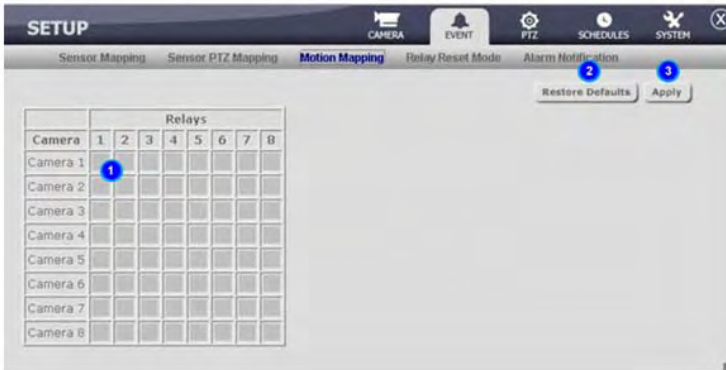 SETUP
CAMERA EVENT PTZ SCHEDULES SYSTEM
Sensor Mapping Sensor PTZ Mapping Motion Mapping Relay Reset Mode Alarm Notification
2 3
Restore Defaults Apply
Relays
Camera 1 2 3 4 5 6 7 8
Camera 1
1
Camera 2
Camera 3
Camera 4
Camera 5
Camera 6
Camera 7
Camera 8